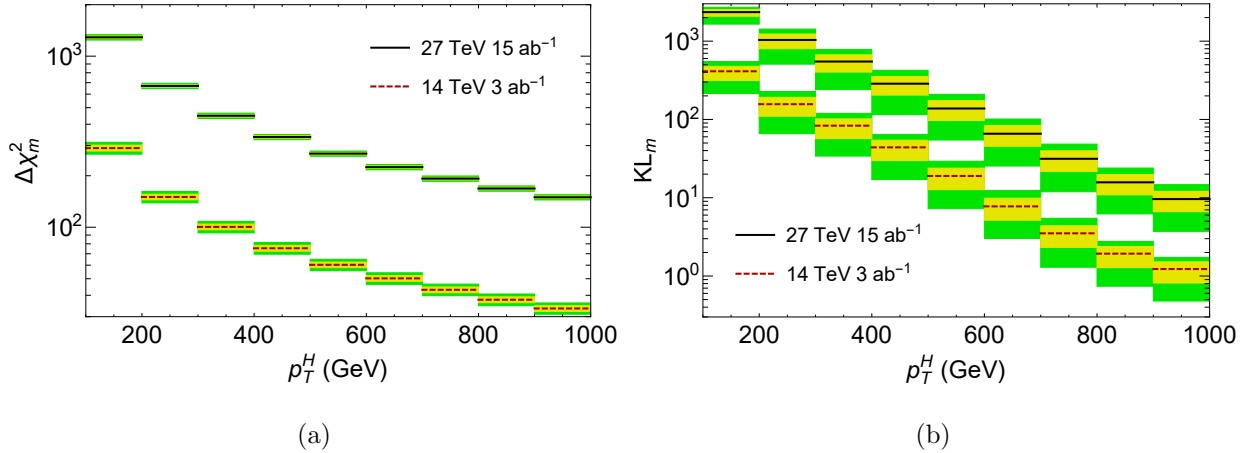 10³
10²
Δχ²ₘ
27 TeV 15 ab⁻¹
14 TeV 3 ab⁻¹
200 400 600 800 1000
p_T^H (GeV)
(a)
10³
10²
10¹
10⁰
KLₘ
27 TeV 15 ab⁻¹
14 TeV 3 ab⁻¹
200 400 600 800 1000
p_T^H (GeV)
(b)